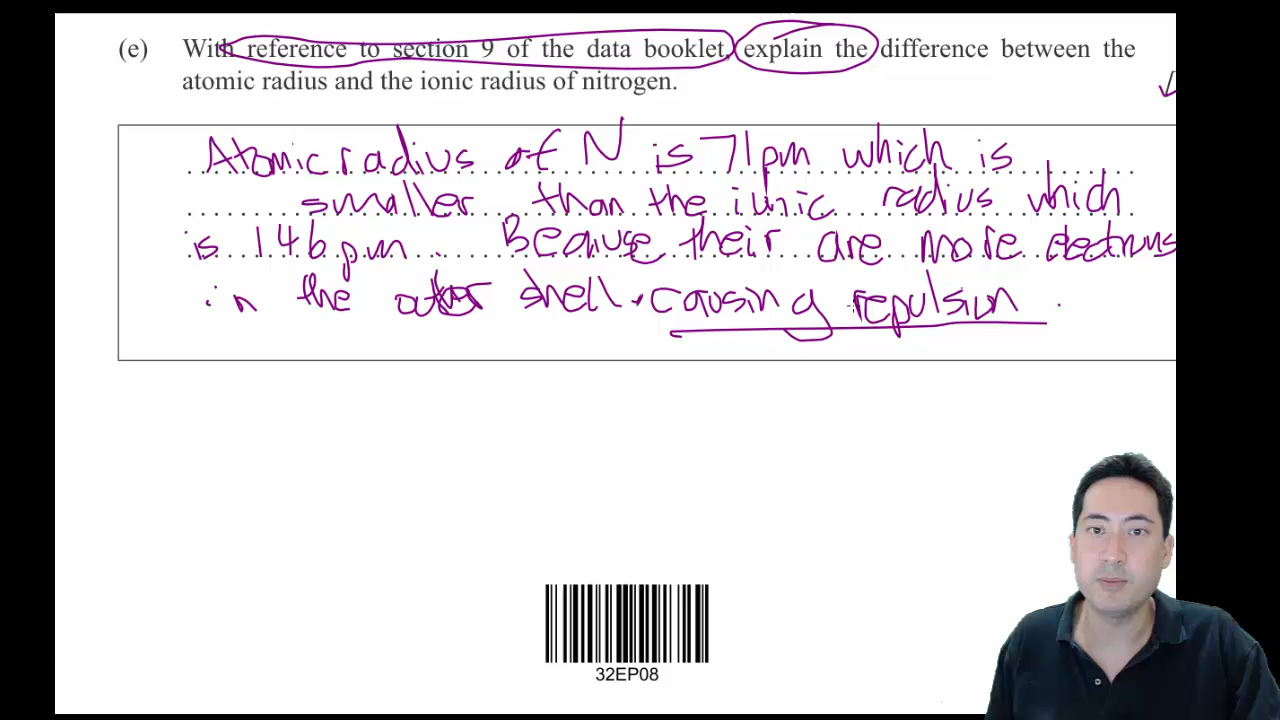 (e) With reference to section 9 of the data booklet, explain the difference between the
atomic radius and the ionic radius of nitrogen.
Atomic radius of N is 71pm which is
smaller than the ionic radius which
is 146pm. Because their are more electrons
in the outer shell. causing repulsion.
32EP08